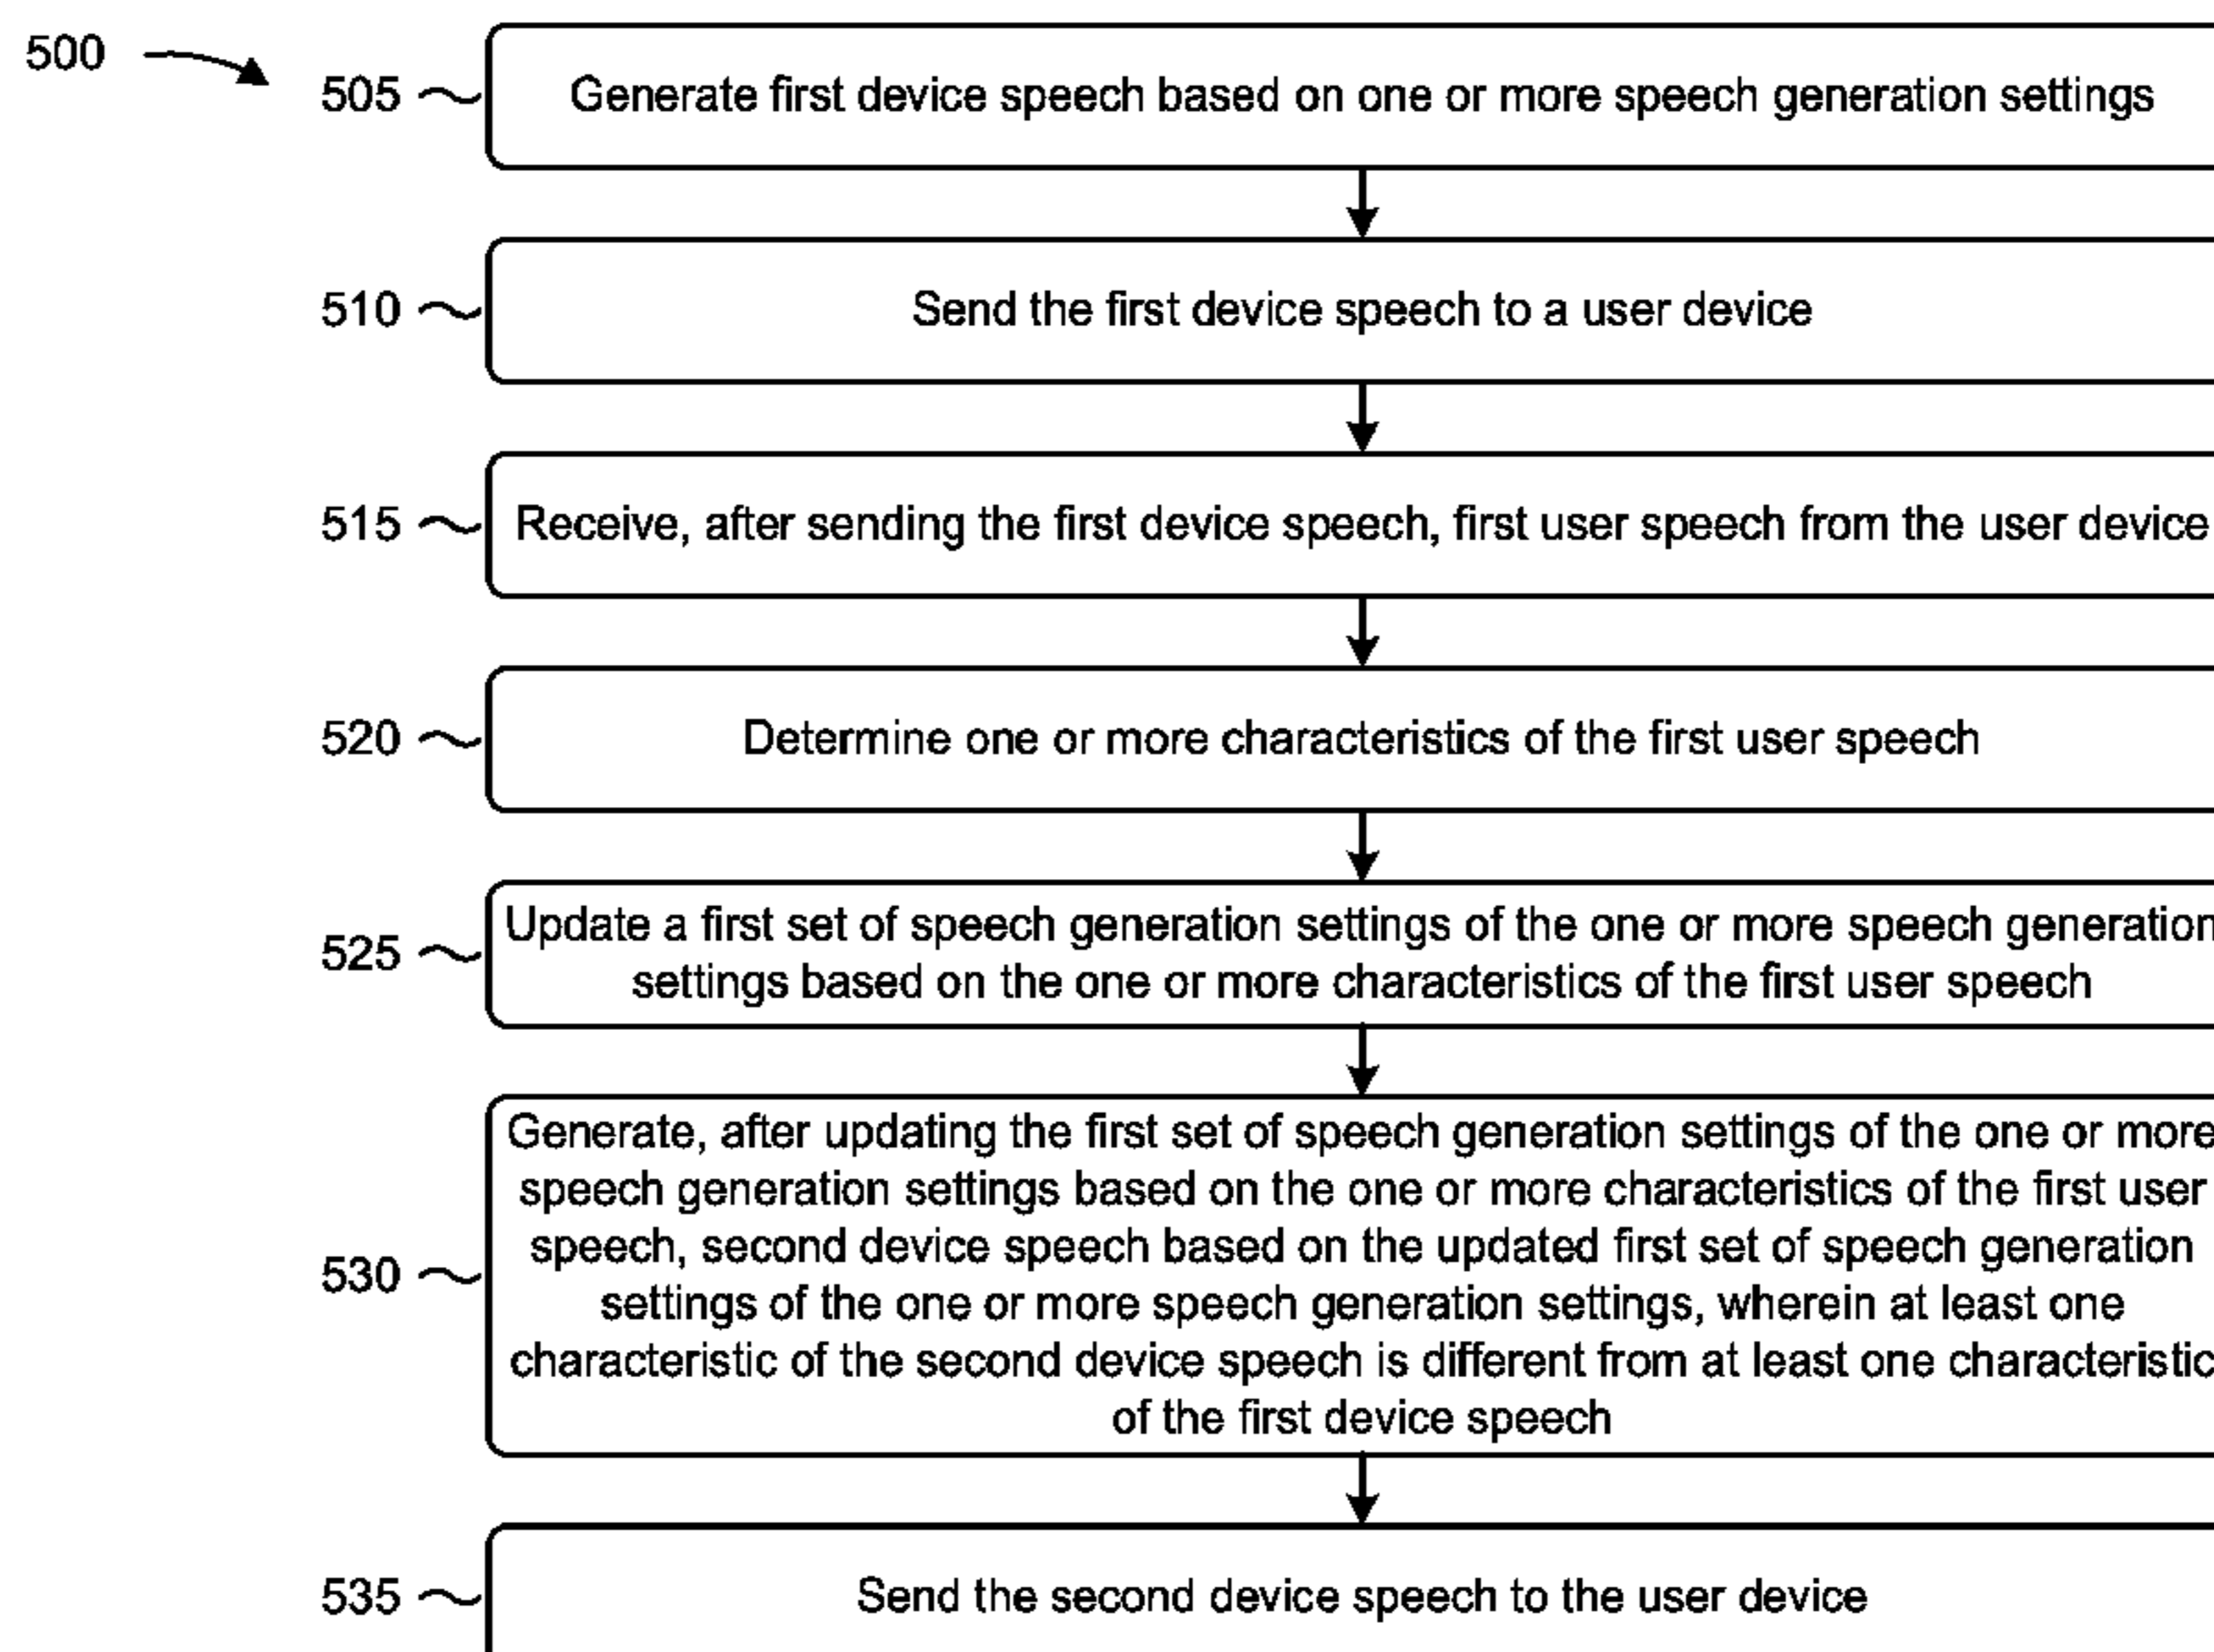 500
505
Generate first device speech based on one or more speech generation settings
510
Send the first device speech to a user device
515
Receive, after sending the first device speech, first user speech from the user device
520
Determine one or more characteristics of the first user speech
525
Update a first set of speech generation settings of the one or more speech generation
settings based on the one or more characteristics of the first user speech
530
Generate, after updating the first set of speech generation settings of the one or more
speech generation settings based on the one or more characteristics of the first user
speech, second device speech based on the updated first set of speech generation
settings of the one or more speech generation settings, wherein at least one
characteristic of the second device speech is different from at least one characteristic
of the first device speech
535
Send the second device speech to the user device